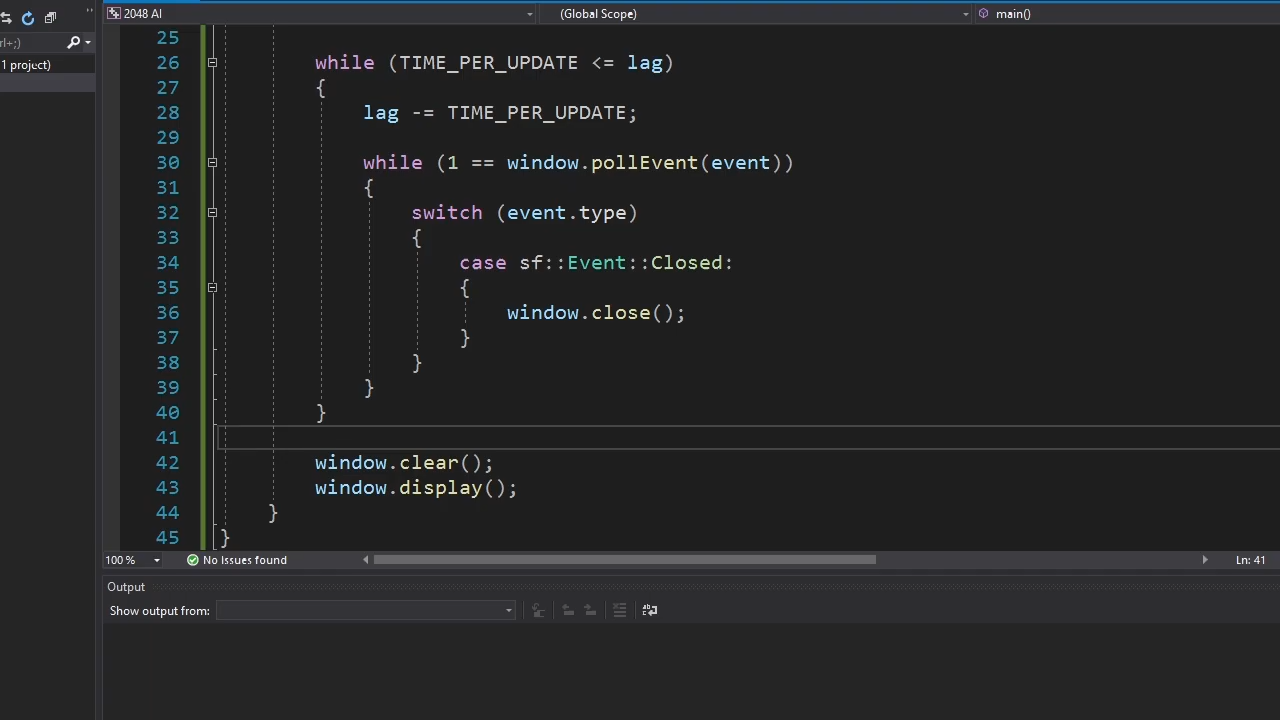 2048 AI (Global Scope) main()
rl+;)
1 project)
25
26 while (TIME_PER_UPDATE <= lag)
27 {
28 lag -= TIME_PER_UPDATE;
29
30 while (1 == window.pollEvent(event))
31 {
32 switch (event.type)
33 {
34 case sf::Event::Closed:
35 {
36 window.close();
37 }
38 }
39 }
40 }
41
42 window.clear();
43 window.display();
44 }
45 }
100 % No issues found Ln: 41
Output
Show output from: